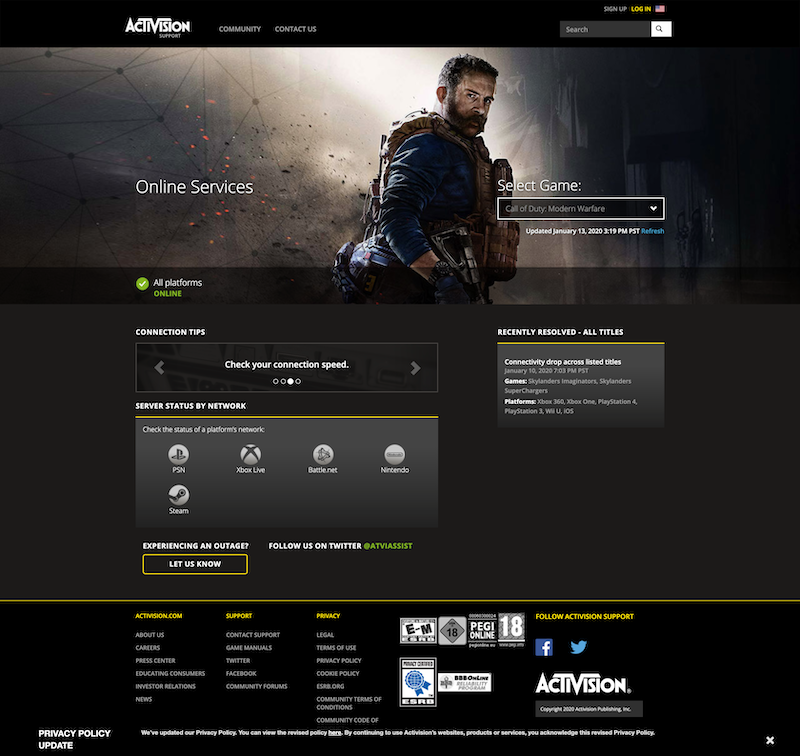 SIGN UP LOG IN
ACTIVISION
SUPPORT
COMMUNITY CONTACT US
Search
Online Services
Select Game:
Call of Duty: Modern Warfare
Updated January 13, 2020 3:19 PM PST Refresh
All platforms
ONLINE
CONNECTION TIPS
Check your connection speed.
SERVER STATUS BY NETWORK
Check the status of a platform's network:
PSN Xbox Live Battle.net Nintendo
Steam
EXPERIENCING AN OUTAGE? FOLLOW US ON TWITTER @ATVIASSIST
LET US KNOW
RECENTLY RESOLVED - ALL TITLES
Connectivity drop across listed titles
January 10, 2020 7:03 PM PST
Games: Skylanders Imaginators, Skylanders
SuperChargers
Platforms: Xbox 360, Xbox One, PlayStation 4,
PlayStation 3, Wii U, iOS
ACTIVISION.COM
ABOUT US
CAREERS
PRESS CENTER
EDUCATING CONSUMERS
INVESTOR RELATIONS
NEWS
SUPPORT
CONTACT SUPPORT
GAME MANUALS
TWITTER
FACEBOOK
COMMUNITY FORUMS
PRIVACY
LEGAL
TERMS OF USE
PRIVACY POLICY
COOKIE POLICY
ESRB.ORG
COMMUNITY TERMS OF
CONDITIONS
COMMUNITY CODE OF
E-M
ESRB
18
PEGI
ONLINE
pegionline.eu
18
www.pegi.info
PRIVACY CERTIFIED
ESRB
BBBONLINE
RELIABILITY
PROGRAM
FOLLOW ACTIVISION SUPPORT
ACTIVISION®
Copyright 2020 Activision Publishing, Inc.
PRIVACY POLICY
UPDATE
We've updated our Privacy Policy. You can view the revised policy here. By continuing to use Activision's websites, products or services, you acknowledge this revised Privacy Policy.